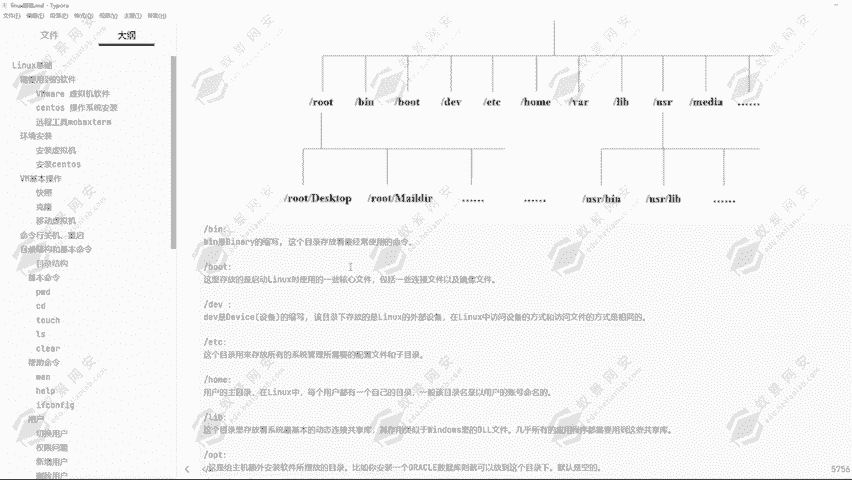 linux基础.md - Typora
文件(F) 编辑(E) 段落(P) 格式(O) 视图(V) 主题(T) 帮助(H)
文件 大纲
Linux基础
需要用到的软件
VMware 虚拟机软件
centos 操作系统安装
远程工具mobaxterm
环境安装
安装虚拟机
安装centos
VM基本操作
快照
克隆
移动虚拟机
命令行关机、重启
目录结构和基本命令
目录结构
基本命令
pwd
cd
touch
ls
clear
帮助命令
man
help
ifconfig
用户
切换用户
权限问题
新增用户
删除用户
/root /bin /boot /dev /etc /home /var /lib /usr /media ......
/root/Desktop /root/Maildir ...... ...... /usr/bin /usr/lib ......
/bin:
bin是Binary的缩写, 这个目录存放着最经常使用的命令。
/boot:
这里存放的是启动Linux时使用的一些核心文件，包括一些连接文件以及镜像文件。
/dev :
dev是Device(设备)的缩写, 该目录下存放的是Linux的外部设备，在Linux中访问设备的方式和访问文件的方式是相同的。
/etc:
这个目录用来存放所有的系统管理所需要的配置文件和子目录。
/home:
用户的主目录，在Linux中，每个用户都有一个自己的目录，一般该目录名是以用户的账号命名的。
/lib:
这个目录里存放着系统最基本的动态连接共享库，其作用类似于Windows里的DLL文件。几乎所有的应用程序都需要用到这些共享库。
/opt:
这是给主机额外安装软件所摆放的目录。比如你安装一个ORACLE数据库则就可以放到这个目录下。默认是空的。
5756
蚁景网安
edu.hetianlab.com